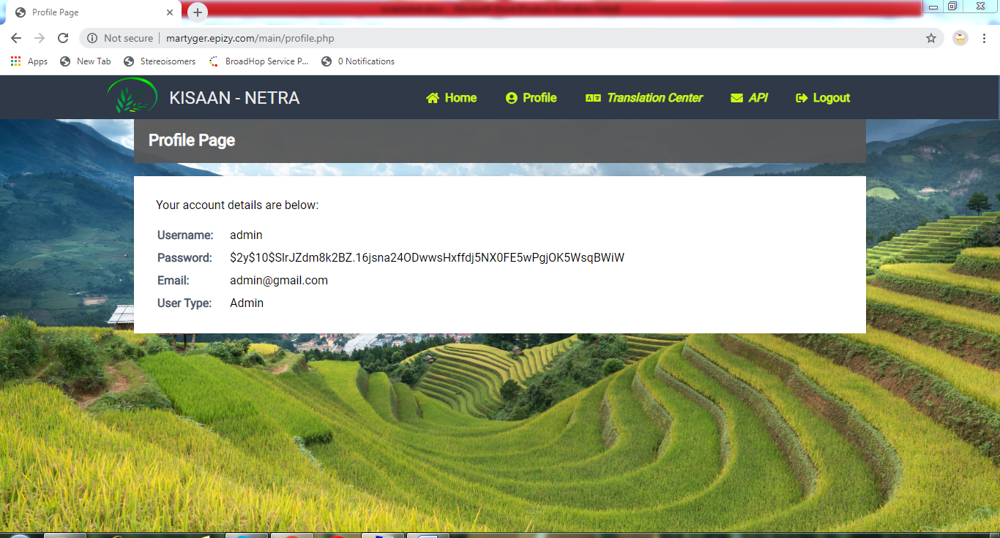 Profile Page
Not secure
martyger.epizy.com/main/profile.php
Apps
New Tab
Stereoisomers
BroadHop Service P...
0 Notifications
KISAAN - NETRA
Home
Profile
Translation Center
API
Logout
Profile Page
Your account details are below:
Username: admin
Password: $2y$10$SlrJZdm8k2BZ.16jsna24ODwwsHxffdj5NX0FE5wPgjOK5WsqBWiW
Email: admin@gmail.com
User Type: Admin